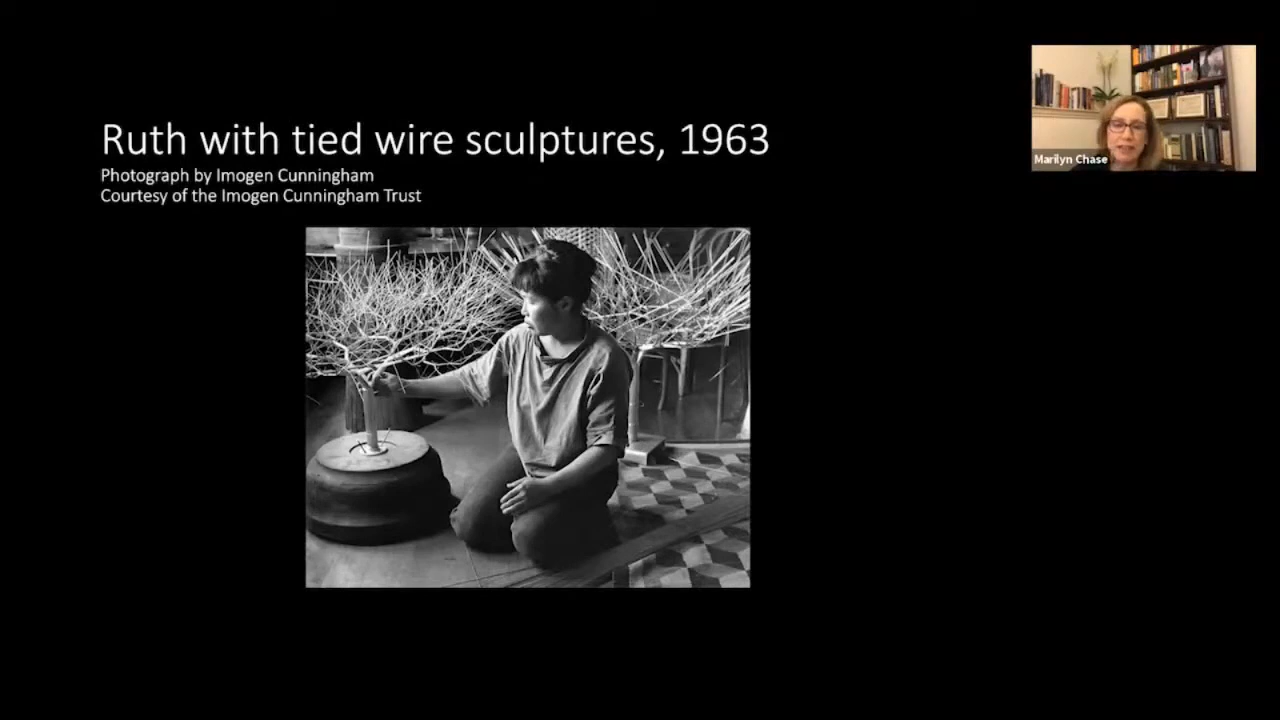 Ruth with tied wire sculptures, 1963
Photograph by Imogen Cunningham
Courtesy of the Imogen Cunningham Trust
Marilyn Chase